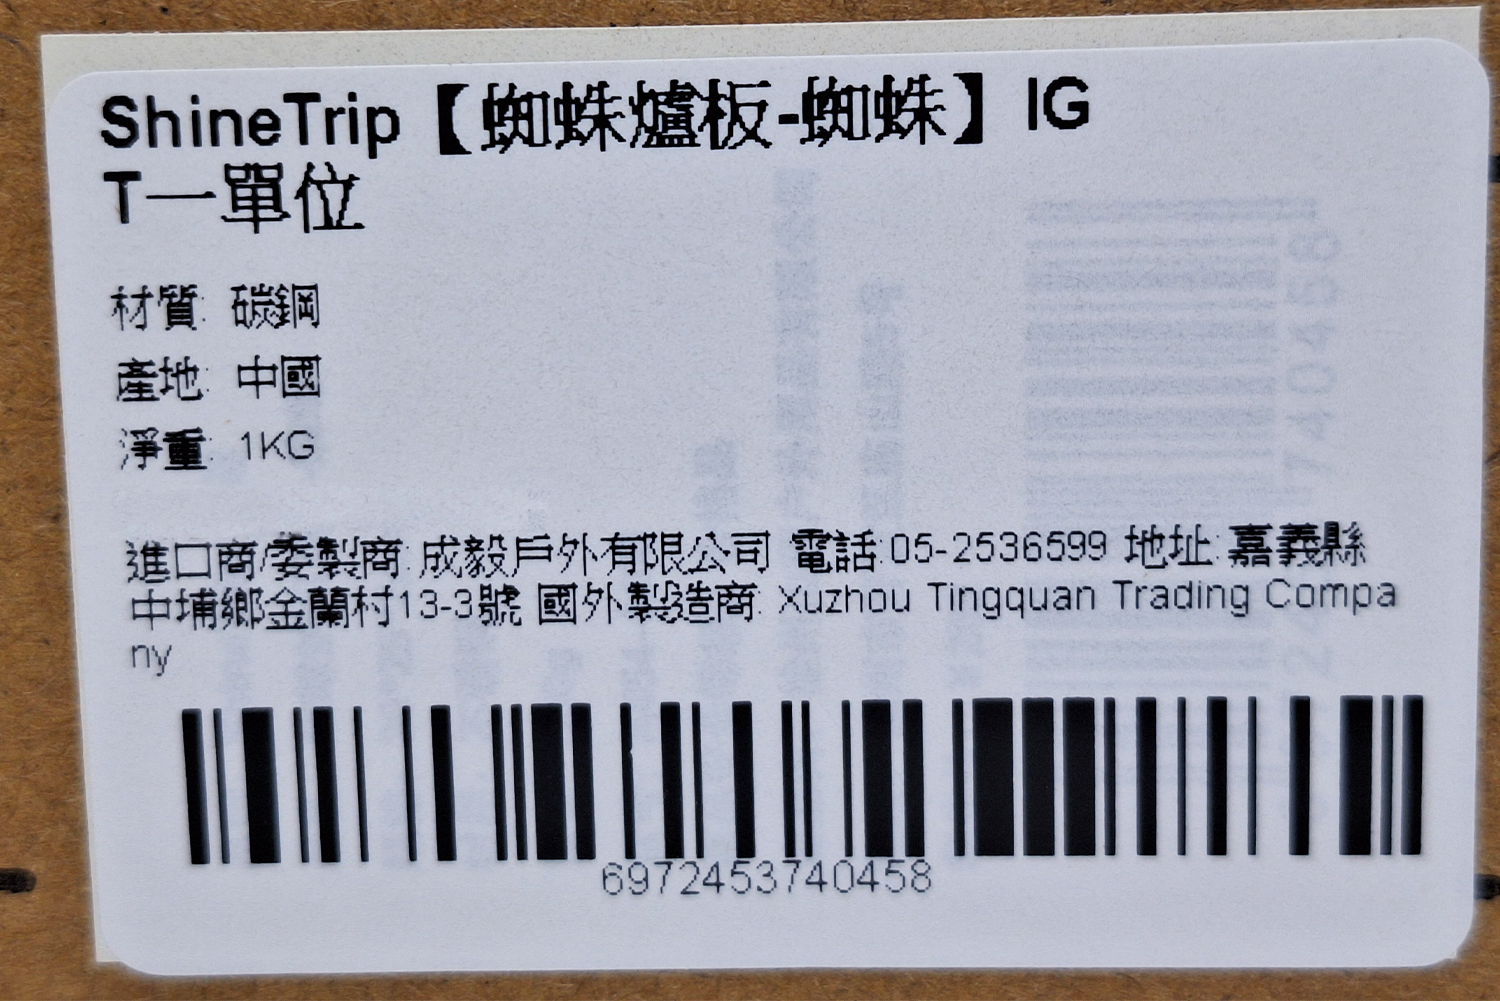 ShineTrip【蜘蛛爐板-蜘蛛】IG
T一單位
材質: 碳鋼
產地: 中國
淨重: 1KG
進口商/委製商: 成毅戶外有限公司 電話:05-2536599 地址:嘉義縣
中埔鄉金蘭村13-3號 國外製造商: Xuzhou Tingquan Trading Compa
ny
6972453740458